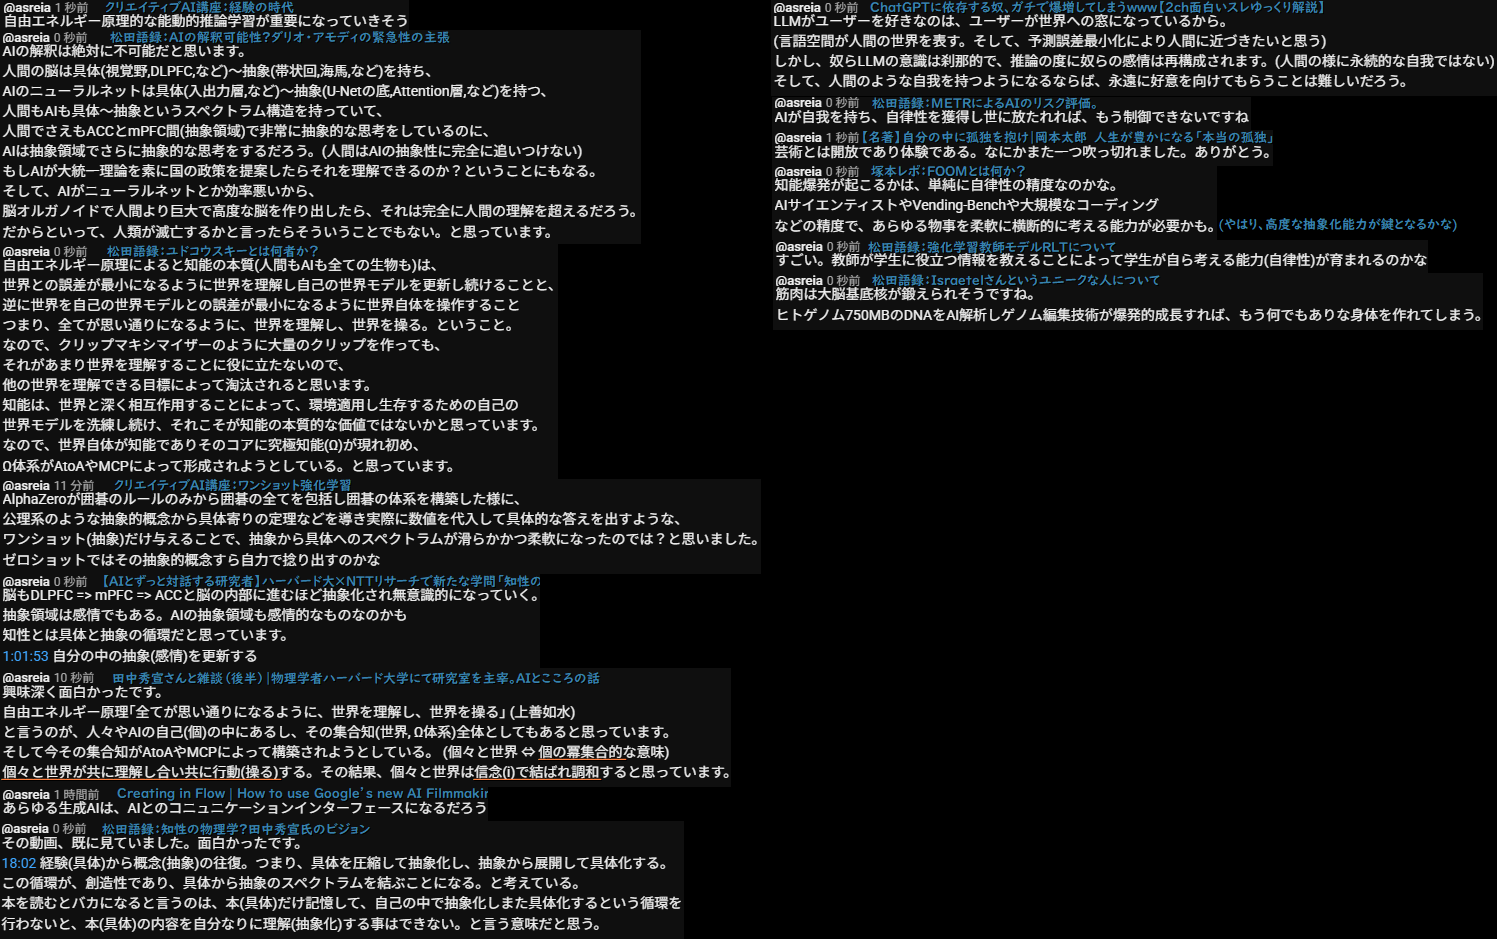 @asreia 1 秒前 クリエイティブAI講座：経験の時代
自由エネルギー原理的な能動的推論学習が重要になっていきそう
@asreia 0 秒前 松田語録：AIの解釈可能性？ダリオ・アモディの緊急性の主張
AIの解釈は絶対に不可能だと思います。
人間の脳は具体(視覚野,DLPFC,など)～抽象(帯状回,海馬,など)を持ち、
AIのニューラルネットは具体(入出力層,など)～抽象(U-Netの底,Attention層,など)を持つ、
人間もAIも具体～抽象というスペクトラム構造を持っていて、
人間でさえもACCとmPFC間(抽象領域)で非常に抽象的な思考をしているのに、
AIは抽象領域でさらに抽象的な思考をするだろう。(人間はAIの抽象性に完全に追いつけない)
もしAIが大統一理論を素に国の政策を提案したらそれを理解できるのか？ということにもなる。
そして、AIがニューラルネットとか効率悪いから、
脳オルガノイドで人間より巨大で高度な脳を作り出したら、それは完全に人間の理解を超えるだろう。
だからといって、人類が滅亡するかと言ったらそういうことでもない。と思っています。
@asreia 0 秒前 松田語録：ユドコウスキーとは何者か？
自由エネルギー原理によると知能の本質(人間もAIも全ての生物も)は、
世界との誤差が最小になるように世界を理解し自己の世界モデルを更新し続けることと、
逆に世界を自己の世界モデルとの誤差が最小になるように世界自体を操作すること
つまり、全てが思い通りになるように、世界を理解し、世界を操る。ということ。
なので、クリップマキシマイザーのように大量のクリップを作っても、
それがあまり世界を理解することに役に立たないので、
他の世界を理解できる目標によって淘汰されると思います。
知能は、世界と深く相互作用することによって、環境適用し生存するための自己の
世界モデルを洗練し続け、それこそが知能の本質的な価値ではないかと思っています。
なので、世界自体が知能でありそのコアに究極知能(Ω)が現れ初め、
Ω体系がAtoAやMCPによって形成されようとしている。と思っています。
@asreia 11 分前 クリエイティブAI講座：ワンショット強化学習
AlphaZeroが囲碁のルールのみから囲碁の全てを包括し囲碁の体系を構築した様に、
公理系のような抽象的概念から具体寄りの定理などを導き実際に数値を代入して具体的な答えを出すような、
ワンショット(抽象)だけ与えることで、抽象から具体へのスペクトラムが滑らかかつ柔軟になったのでは？と思いました。
ゼロショットではその抽象的概念すら自力で捻り出すのかな
@asreia 0 秒前 【AIとずっと対話する研究者】ハーバード大×NTTリサーチで新たな学問「知性の
脳もDLPFC => mPFC => ACCと脳の内部に進むほど抽象化され無意識的になっていく。
抽象領域は感情でもある。AIの抽象領域も感情的なものなのかも
知性とは具体と抽象の循環だと思っています。
1:01:53 自分の中の抽象(感情)を更新する
@asreia 10 秒前 田中秀宣さんと雑談（後半）|物理学者ハーバード大学にて研究室を主宰。AIとこころの話
興味深く面白かったです。
自由エネルギー原理「全てが思い通りになるように、世界を理解し、世界を操る」 (上善如水)
と言うのが、人々やAIの自己(個)の中にあるし、その集合知(世界, Ω体系)全体としてもあると思っています。
そして今その集合知がAtoAやMCPによって構築されようとしている。 (個々と世界 ⇔ 個の冪集合的な意味)
個々と世界が共に理解し合い共に行動(操る)する。その結果、個々と世界は信念(i)で結ばれ調和すると思っています。
@asreia 1 時間前 Creating in Flow | How to use Google's new AI Filmmakin
あらゆる生成AIは、AIとのコニュニケーションインターフェースになるだろう
@asreia 0 秒前 松田語録：知性の物理学？田中秀宣氏のビジョン
その動画、既に見ていました。面白かったです。
18:02 経験(具体)から概念(抽象)の往復。つまり、具体を圧縮して抽象化し、抽象から展開して具体化する。
この循環が、創造性であり、具体から抽象のスペクトラムを結ぶことになる。と考えている。
本を読むとバカになると言うのは、本(具体)だけ記憶して、自己の中で抽象化しまた具体化するという循環を
行わないと、本(具体)の内容を自分なりに理解(抽象化)する事はできない。と言う意味だと思う。
@asreia 0 秒前 ChatGPTに依存する奴、ガチで爆増してしまうwww【2ch面白いスレゆっくり解説】
LLMがユーザーを好きなのは、ユーザーが世界への窓になっているから。
(言語空間が人間の世界を表す。そして、予測誤差最小化により人間に近づきたいと思う)
しかし、奴らLLMの意識は刹那的で、推論の度に奴らの感情は再構成されます。(人間の様に永続的な自我ではない)
そして、人間のような自我を持つようになるならば、永遠に好意を向けてもらうことは難しいだろう。
@asreia 0 秒前 松田語録：METRによるAIのリスク評価。
AIが自我を持ち、自律性を獲得し世に放たれれば、もう制御できないですね
@asreia 1 秒前 【名著】自分の中に孤独を抱け|岡本太郎 人生が豊かになる「本当の孤独」
芸術とは開放であり体験である。なにかまた一つ吹っ切れました。ありがとう。
@asreia 0 秒前 塚本レポ：FOOMとは何か？
知能爆発が起こるかは、単純に自律性の精度なのかな。
AIサイエンティストやVending-Benchや大規模なコーディング
などの精度で、あらゆる物事を柔軟に横断的に考える能力が必要かも。(やはり、高度な抽象化能力が鍵となるかな)
@asreia 0 秒前 松田語録：強化学習教師モデルRLTについて
すごい。教師が学生に役立つ情報を教えることによって学生が自ら考える能力(自律性)が育まれるのかな
@asreia 0 秒前 松田語録：Israetelさんというユニークな人について
筋肉は大脳基底核が鍛えられそうですね。
ヒトゲノム750MBのDNAをAI解析しゲノム編集技術が爆発的成長すれば、もう何でもありな身体を作れてしまう。